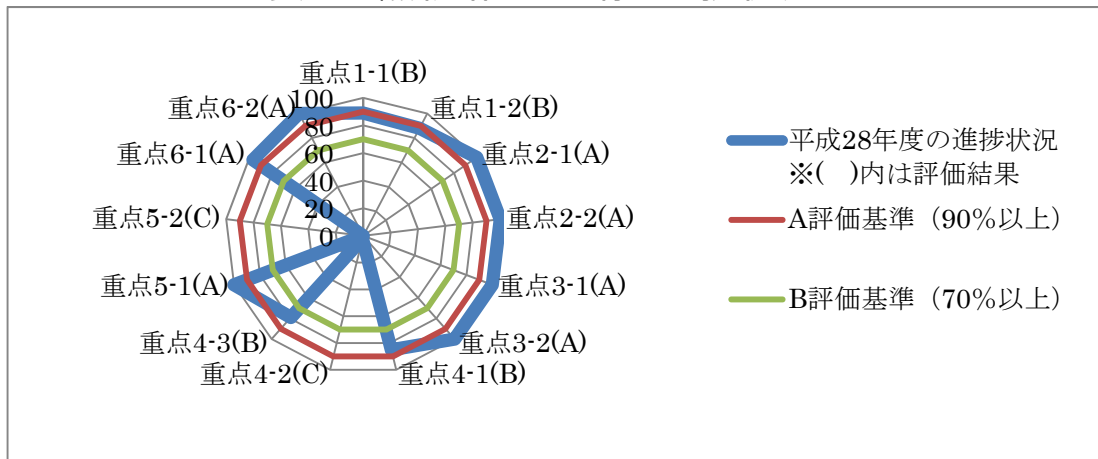 重点1-1(B)
重点1-2(B)
重点2-1(A)
重点2-2(A)
重点3-1(A)
重点3-2(A)
重点4-1(B)
重点4-2(C)
重点4-3(B)
重点5-1(A)
重点5-2(C)
重点6-1(A)
重点6-2(A)
100
80
60
40
20
0
平成28年度の進捗状況
※( )内は評価結果
A評価基準（90％以上）
B評価基準（70％以上）